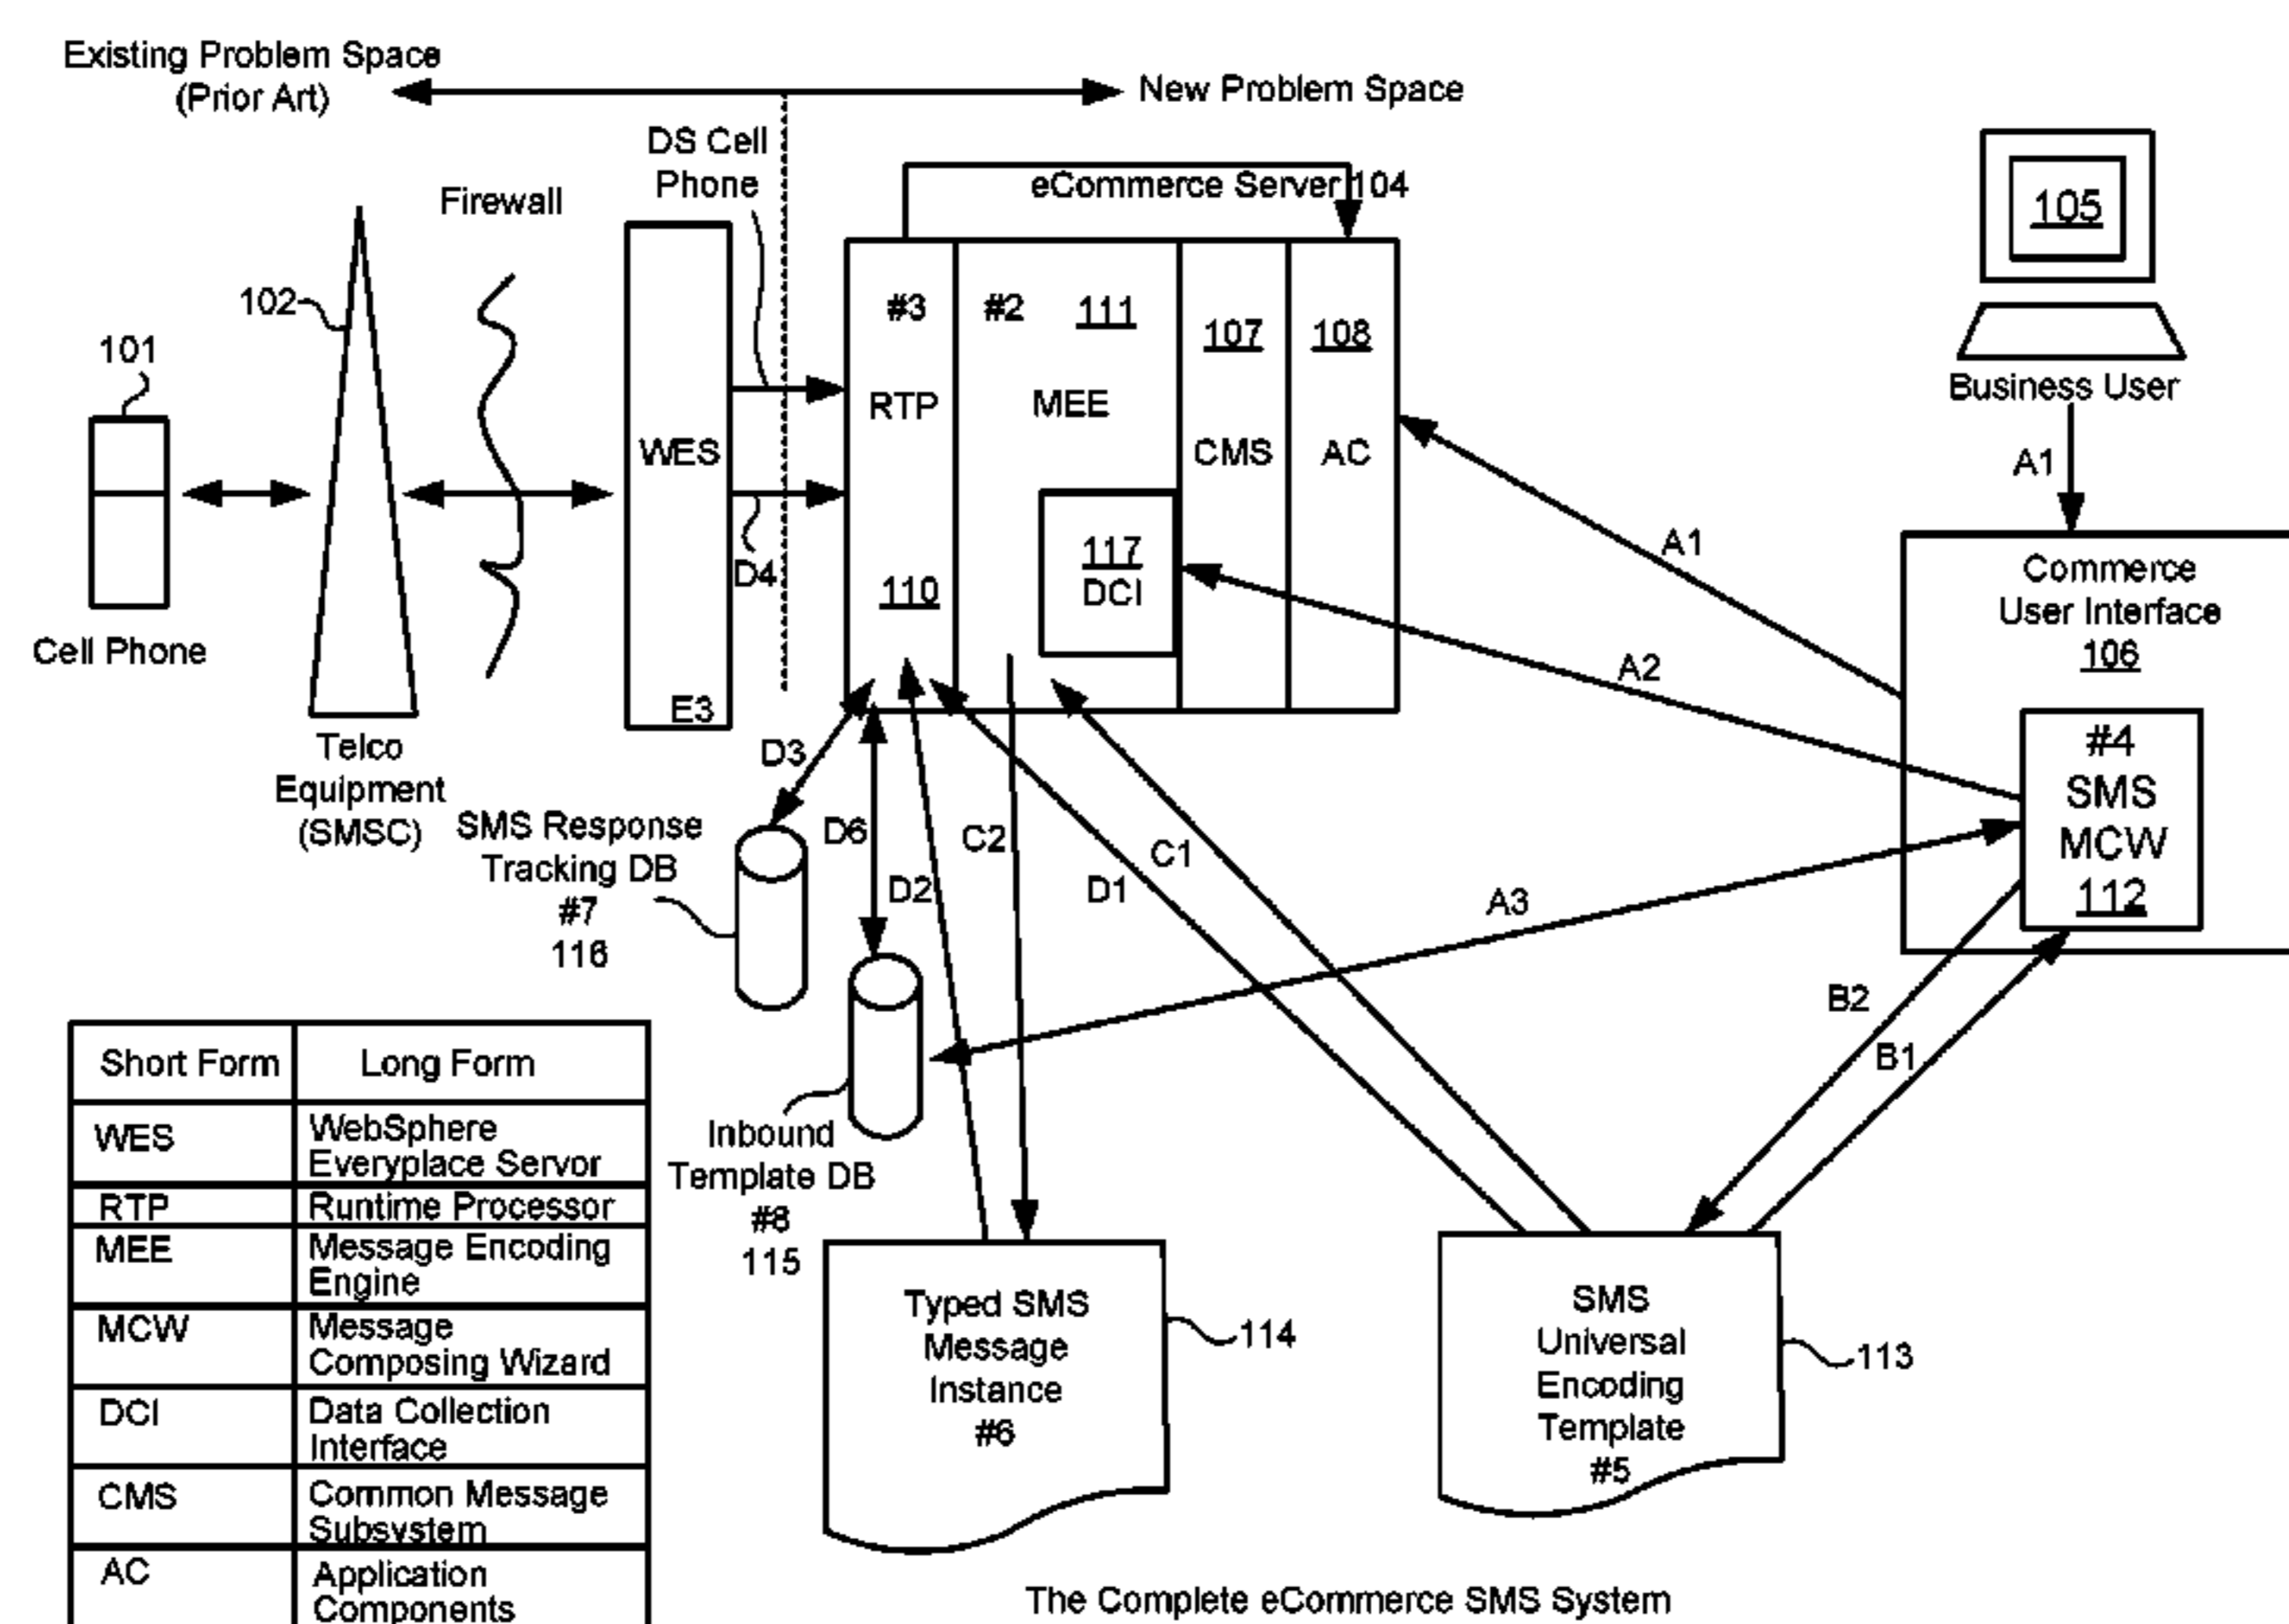 Existing Problem Space
(Prior Art)
New Problem Space
DS Cell
Phone
Firewall
eCommerce Server 104
105
102
101
#3
#2
111
107
108
RTP
MEE
WES
CMS
AC
Business User
A1
A1
D4
117
DCI
110
Commerce
User Interface
106
A2
Cell Phone
E3
#4
SMS
MCW
112
Telco
Equipment
(SMSC)
D3
SMS Response
Tracking DB
#7
116
D6
D2
C2
D1
C1
A3
B2
B1
Inbound
Template DB
#8
115
Short Form Long Form
WES WebSphere
Everyplace Servor
RTP Runtime Processor
MEE Message Encoding
Engine
MCW Message
Composing Wizard
DCI Data Collection
Interface
CMS Common Message
Subsystem
AC Application
Components
Typed SMS
Message
Instance
#6
114
SMS
Universal
Encoding
Template
#5
113
The Complete eCommerce SMS System